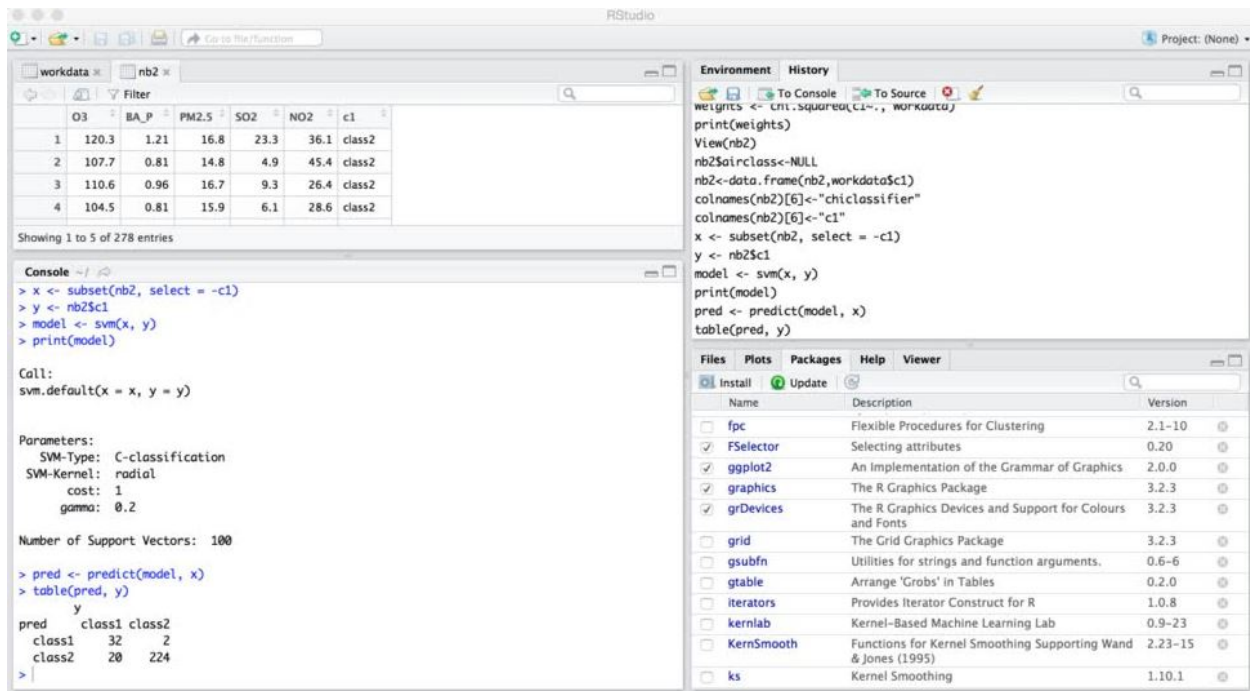 RStudio
Go to file/function
Project: (None)
workdata
nb2
Filter
O3 BA_P PM2.5 SO2 NO2 c1
1 120.3 1.21 16.8 23.3 36.1 class2
2 107.7 0.81 14.8 4.9 45.4 class2
3 110.6 0.96 16.7 9.3 26.4 class2
4 104.5 0.81 15.9 6.1 28.6 class2
Showing 1 to 5 of 278 entries
Console ~/
> x <- subset(nb2, select = -c1)
> y <- nb2$c1
> model <- svm(x, y)
> print(model)
Call:
svm.default(x = x, y = y)
Parameters:
SVM-Type: C-classification
SVM-Kernel: radial
cost: 1
gamma: 0.2
Number of Support Vectors: 100
> pred <- predict(model, x)
> table(pred, y)
y
pred class1 class2
class1 32 2
class2 20 224
>
Environment History
To Console To Source
weights <- chi.squared(c1~., workdata)
print(weights)
View(nb2)
nb2$airclass<-NULL
nb2<-data.frame(nb2,workdata$c1)
colnames(nb2)[6]<-"chiclassifier"
colnames(nb2)[6]<-"c1"
x <- subset(nb2, select = -c1)
y <- nb2$c1
model <- svm(x, y)
print(model)
pred <- predict(model, x)
table(pred, y)
Files Plots Packages Help Viewer
Install Update
Name Description Version
fpc Flexible Procedures for Clustering 2.1-10
FSelector Selecting attributes 0.20
ggplot2 An Implementation of the Grammar of Graphics 2.0.0
graphics The R Graphics Package 3.2.3
grDevices The R Graphics Devices and Support for Colours 3.2.3
and Fonts
grid The Grid Graphics Package 3.2.3
gsubfn Utilities for strings and function arguments. 0.6-6
gtable Arrange 'Grobs' in Tables 0.2.0
iterators Provides Iterator Construct for R 1.0.8
kernlab Kernel-Based Machine Learning Lab 0.9-23
KernSmooth Functions for Kernel Smoothing Supporting Wand 2.23-15
& Jones (1995)
ks Kernel Smoothing 1.10.1